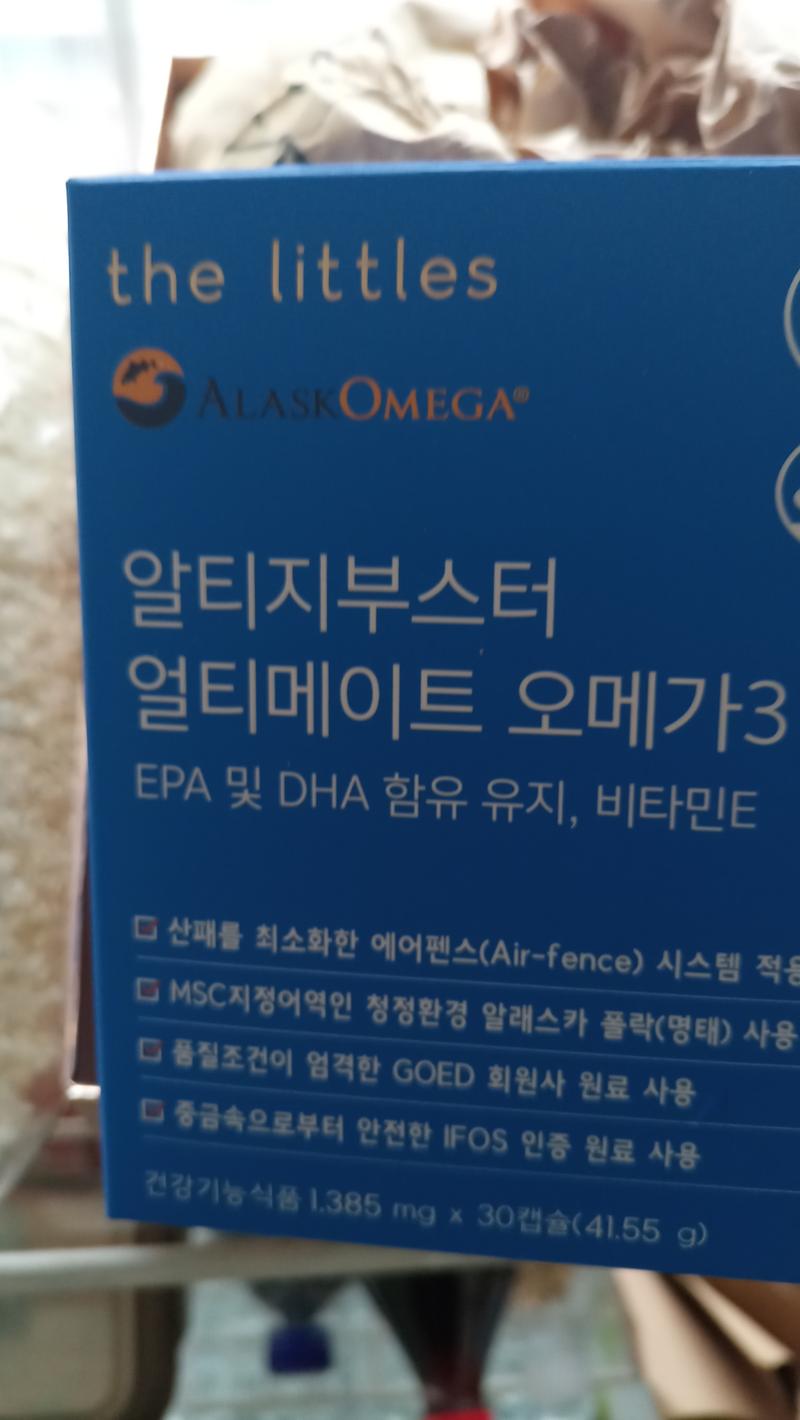 the littles
ALASKOMEGA®
알티지부스터
얼티메이트 오메가3
EPA 및 DHA 함유 유지, 비타민E
산패를 최소화한 에어펜스(Air-fence) 시스템 적용
MSC지정어역인 청정환경 알래스카 폴락(명태) 사용
품질조건이 엄격한 GOED 회원사 원료 사용
중금속으로부터 안전한 IFOS 인증 원료 사용
건강기능식품 1,385 mg x 30캡슐(41.55 g)